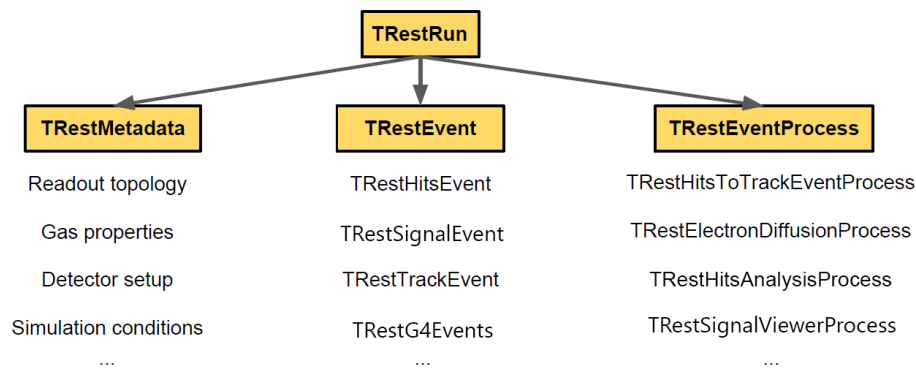 TRestRun
TRestMetadata
TRestEvent
TRestEventProcess
Readout topology
TRestHitsEvent
TRestHitsToTrackEventProcess
Gas properties
TRestSignalEvent
TRestElectronDiffusionProcess
Detector setup
TRestTrackEvent
TRestHitsAnalysisProcess
Simulation conditions
TRestG4Events
TRestSignalViewerProcess
...
...
...